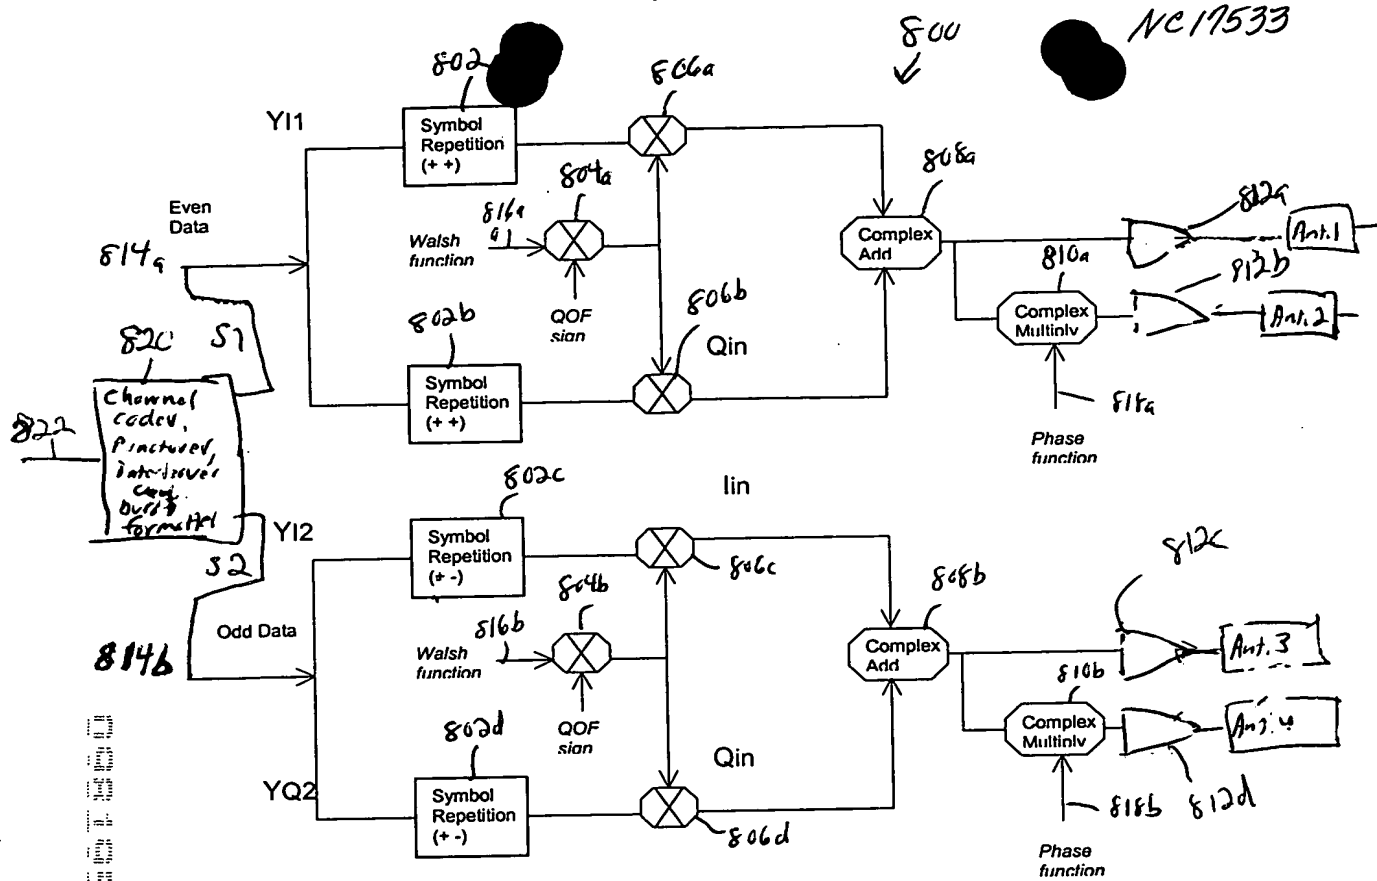 800
NC17533
802
806a
YI1
Symbol
Repetition
(+ +)
804a
808a
812a
Even
Data
816a
814a
Walsh
function
Complex
Add
Ant.1
810a
812b
QOF
sign
802b
806b
Complex
Multiply
Ant.2
820
S1
Qin
Symbol
Repetition
(+ +)
818a
Phase
function
822
Channel
coder,
Puncturer,
Interleaver
and
burst
formatter
802c
Iin
YI2
Symbol
Repetition
(+ -)
806c
812c
S2
804b
808b
Odd Data
816b
814b
Walsh
function
Complex
Add
Ant.3
810b
QOF
sign
802d
Complex
Multiply
Ant.4
Qin
YQ2
Symbol
Repetition
(+ -)
818b
812d
806d
Phase
function